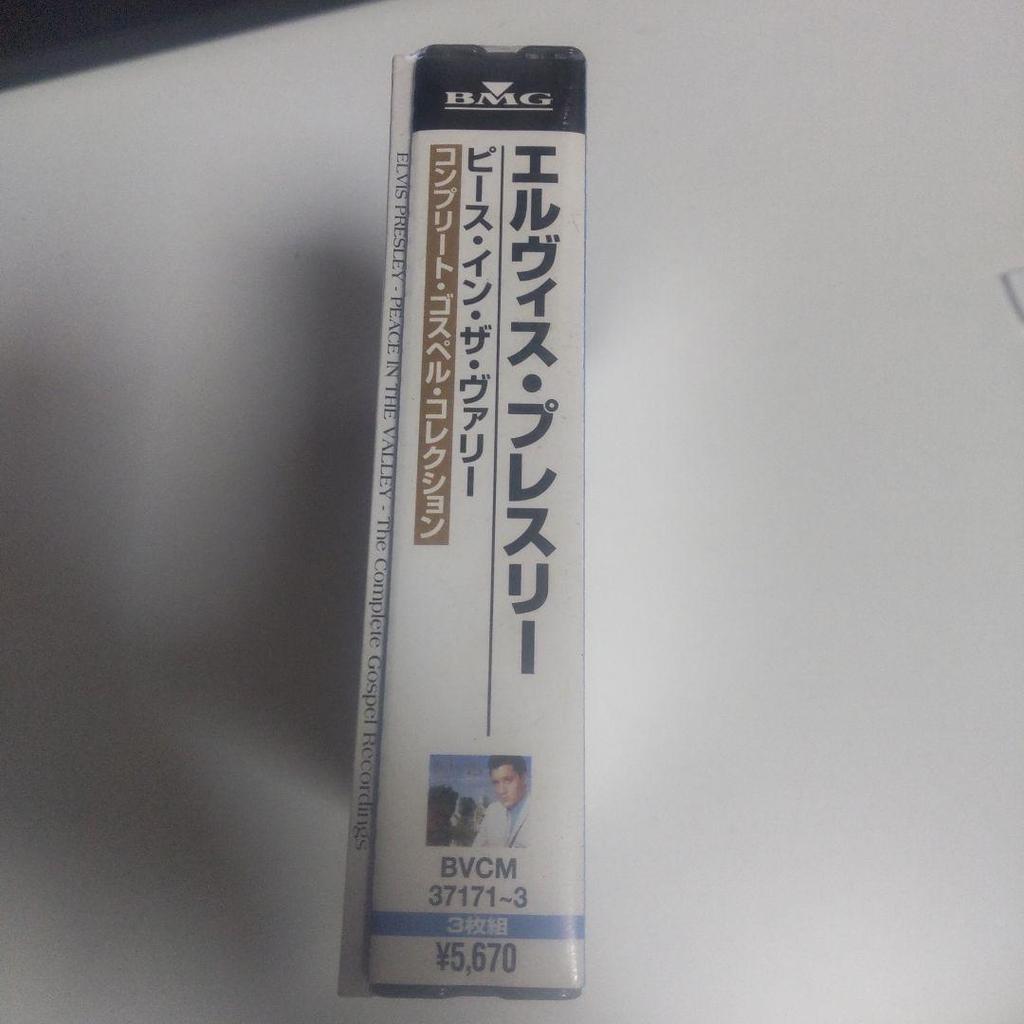 BMG
エルヴィス・プレスリー
ピース・イン・ザ・ヴァリー
コンプリート・ゴスペル・コレクション
ELVIS PRESLEY - PEACE IN THE VALLEY - The Complete Gospel Recordings
BVCM
37171~3
3枚組
¥5,670